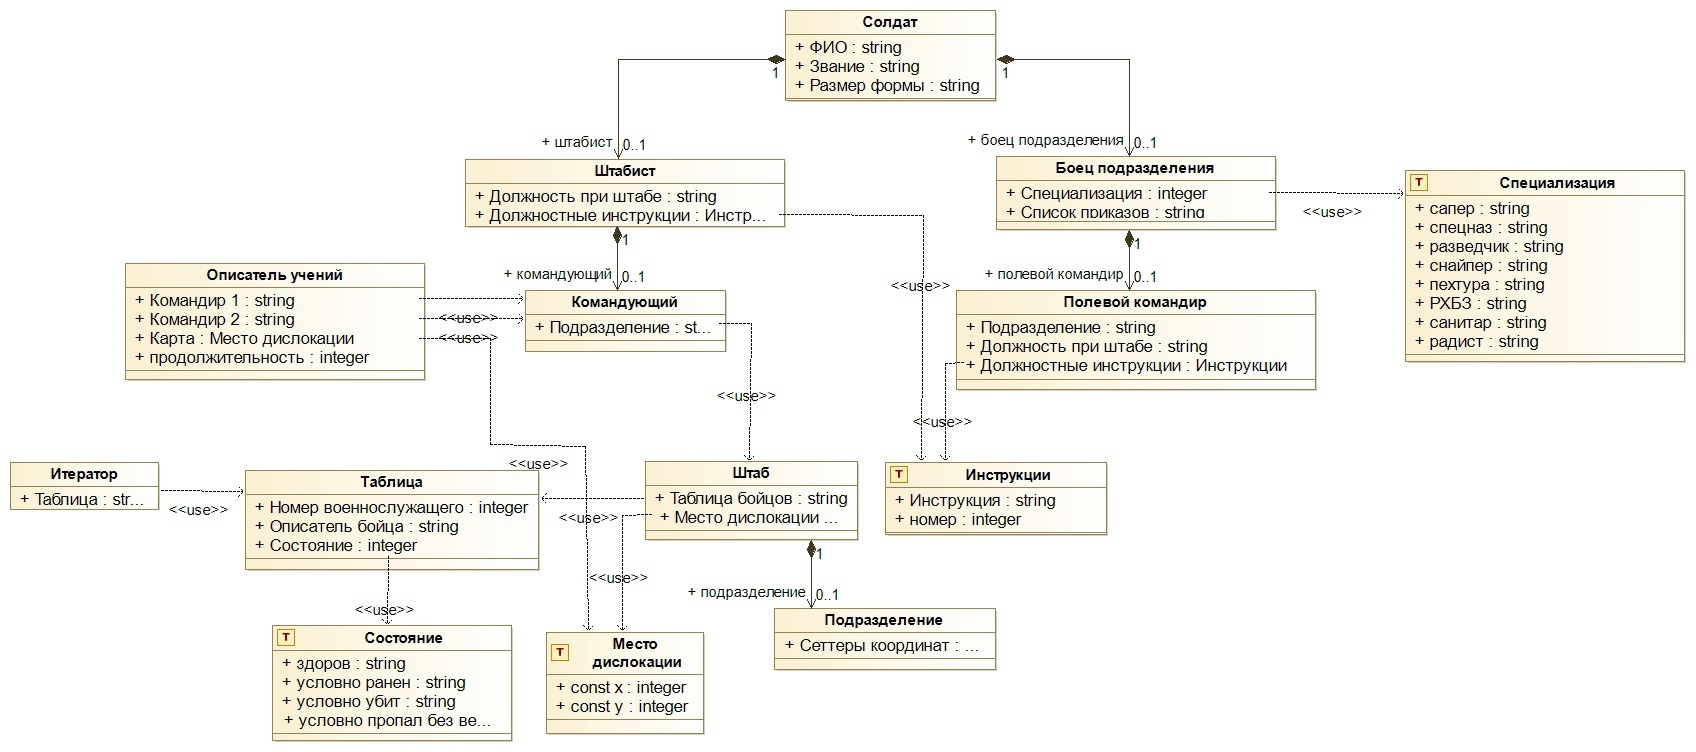 Солдат
+ ФИО : string
+ Звание : string
+ Размер формы : string
1
1
+ штабист
0..1
+ боец подразделения
0..1
Штабист
+ Должность при штабе : string
+ Должностные инструкции : Инстр...
1
Боец подразделения
+ Специализация : integer
+ Список приказов : string
1
<<use>>
T
Специализация
+ сапер : string
+ спецназ : string
+ разведчик : string
+ снайпер : string
+ пехтура : string
+ РХБЗ : string
+ санитар : string
+ радист : string
Описатель учений
+ Командир 1 : string
+ Командир 2 : string
+ Карта : Место дислокации
+ продолжительность : integer
<<use>>
<<use>>
+ командующий
0..1
Командующий
+ Подразделение : st...
<<use>>
+ полевой командир
0..1
Полевой командир
+ Подразделение : string
+ Должность при штабе : string
+ Должностные инструкции : Инструкции
<<use>>
<<use>>
<<use>>
Итератор
+ Таблица : str...
<<use>>
Таблица
+ Номер военнослужащего : integer
+ Описатель бойца : string
+ Состояние : integer
<<use>>
Штаб
+ Таблица бойцов : string
+ Место дислокации ...
1
T
Инструкции
+ Инструкция : string
+ номер : integer
<<use>>
<<use>>
+ подразделение
0..1
Подразделение
+ Сеттеры координат : ...
T
Состояние
+ здоров : string
+ условно ранен : string
+ условно убит : string
+ условно пропал без ве...
T
Место
дислокации
+ const x : integer
+ const y : integer